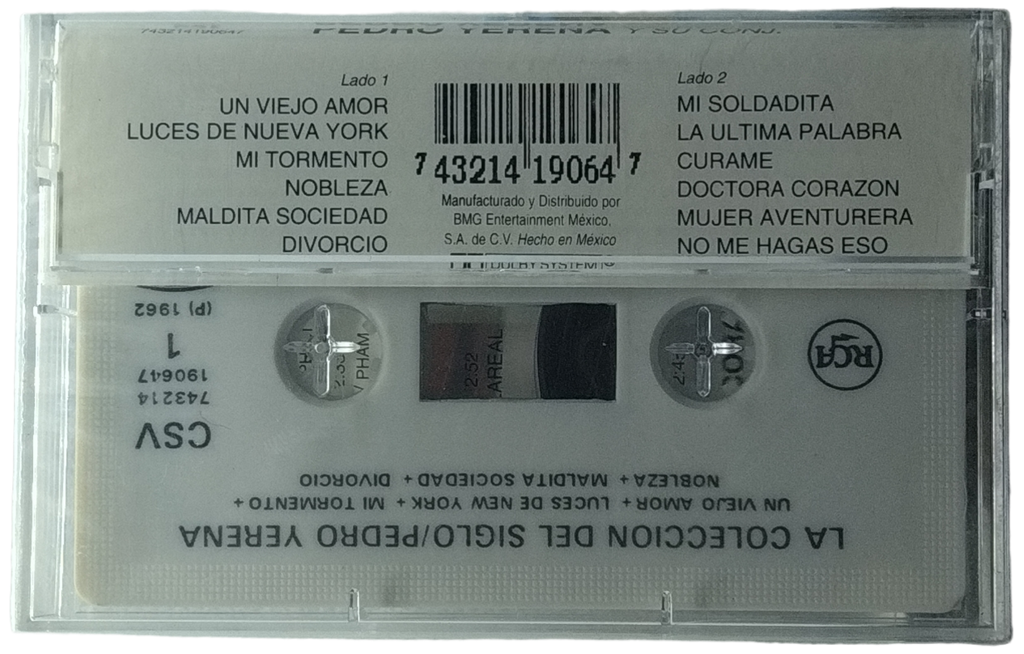 743214190647
PEDRO YERENA Y SU CONJ.
Lado 1
UN VIEJO AMOR
LUCES DE NUEVA YORK
MI TORMENTO
NOBLEZA
MALDITA SOCIEDAD
DIVORCIO
7 43214 19064 7
Manufacturado y Distribuido por
BMG Entertainment México,
S.A. de C.V. Hecho en México
DOLBY SYSTEM®
Lado 2
MI SOLDADITA
LA ULTIMA PALABRA
CURAME
DOCTORA CORAZON
MUJER AVENTURERA
NO ME HAGAS ESO
LA COLECCION DEL SIGLO/PEDRO YERENA
UN VIEJO AMOR + LUCES DE NEW YORK + MI TORMENTO +
NOBLEZA + MALDITA SOCIEDAD + DIVORCIO
CSV
743214
190647
1
(P) 1962
RCA
2:52
AREAL
PHAM